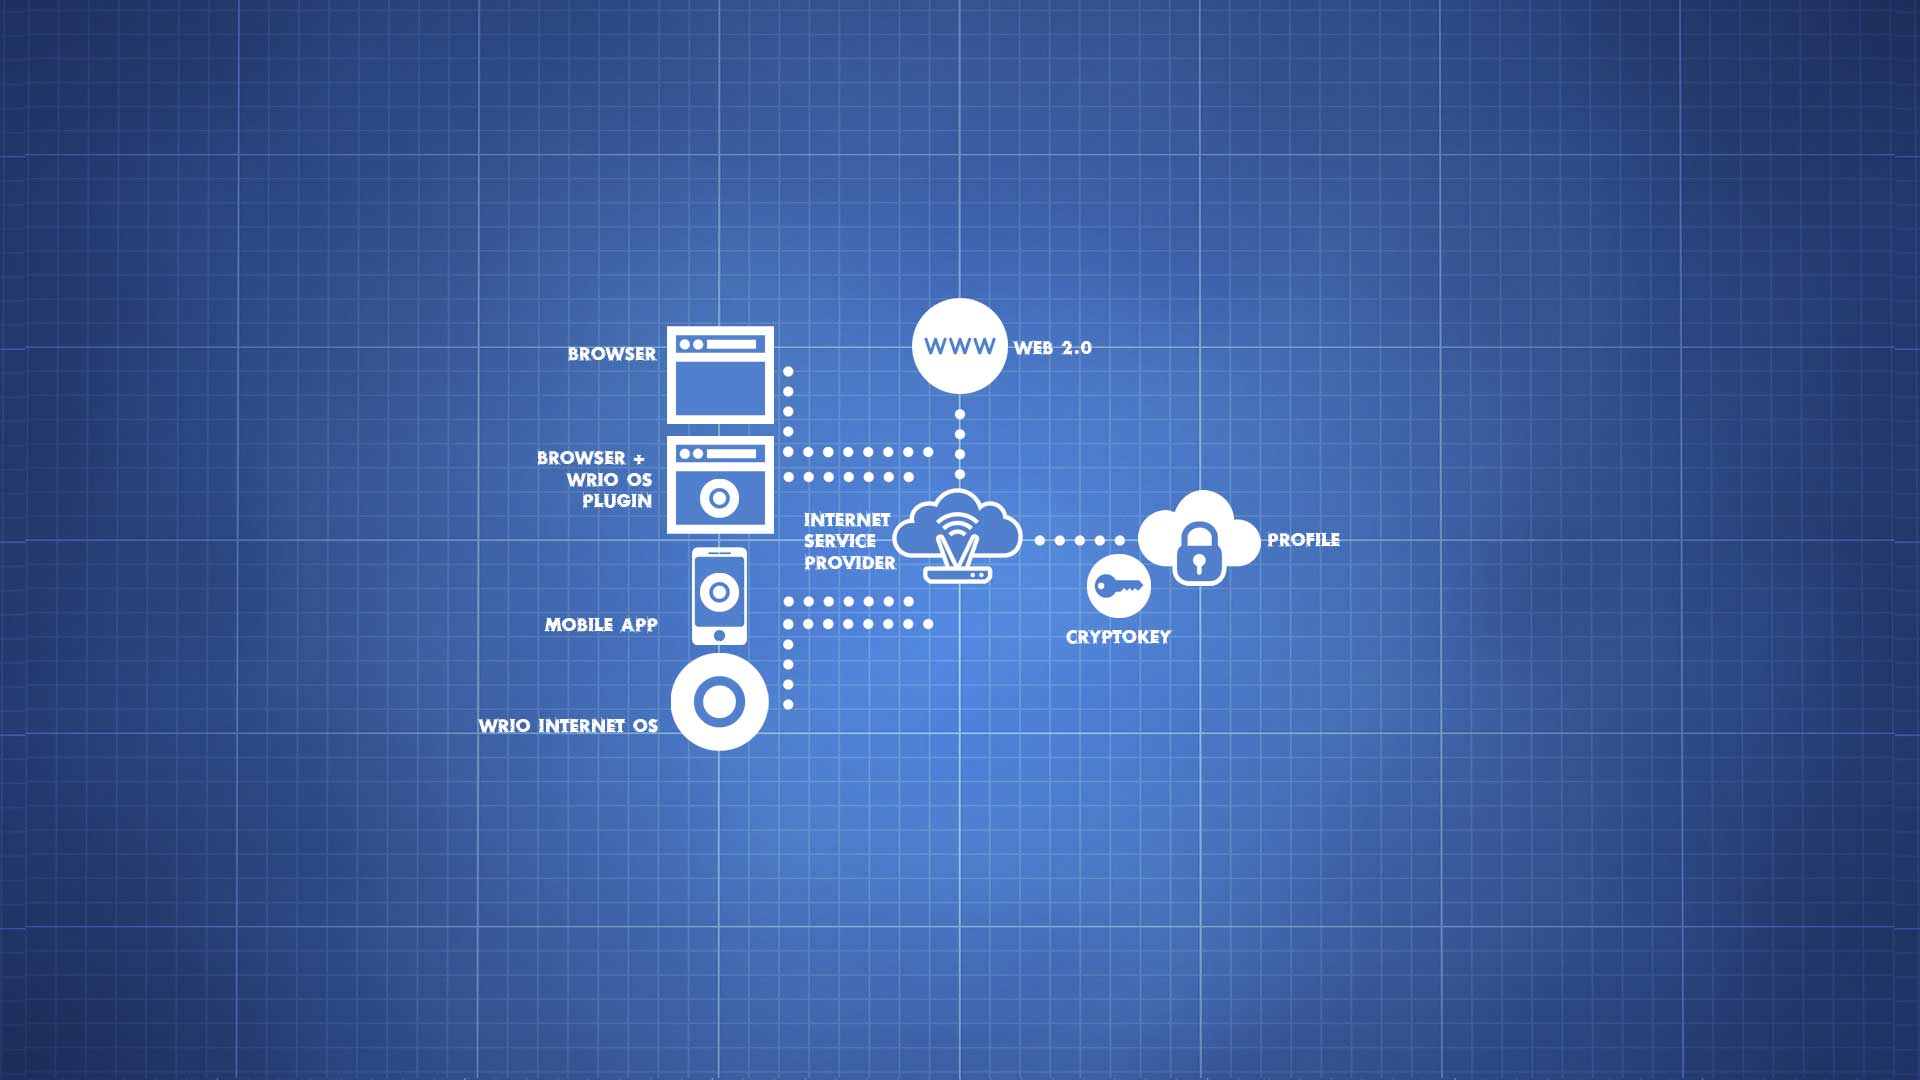 BROWSER
WWW
WEB 2.0
BROWSER +
WRIO OS
PLUGIN
INTERNET
SERVICE
PROVIDER
PROFILE
MOBILE APP
CRYPTOKEY
WRIO INTERNET OS